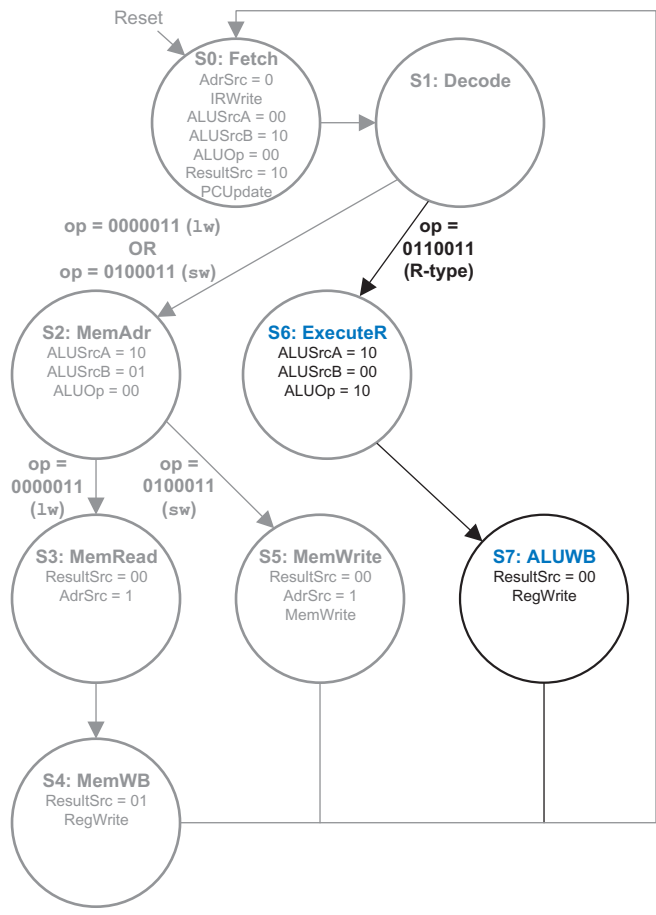 Reset
S0: Fetch
AdrSrc = 0
IRWrite
ALUSrcA = 00
ALUSrcB = 10
ALUOp = 00
ResultSrc = 10
PCUpdate
S1: Decode
op = 0000011 (lw)
OR
op = 0100011 (sw)
op =
0110011
(R-type)
S2: MemAdr
ALUSrcA = 10
ALUSrcB = 01
ALUOp = 00
S6: ExecuteR
ALUSrcA = 10
ALUSrcB = 00
ALUOp = 10
op =
0000011
(lw)
op =
0100011
(sw)
S3: MemRead
ResultSrc = 00
AdrSrc = 1
S5: MemWrite
ResultSrc = 00
AdrSrc = 1
MemWrite
S7: ALUWB
ResultSrc = 00
RegWrite
S4: MemWB
ResultSrc = 01
RegWrite